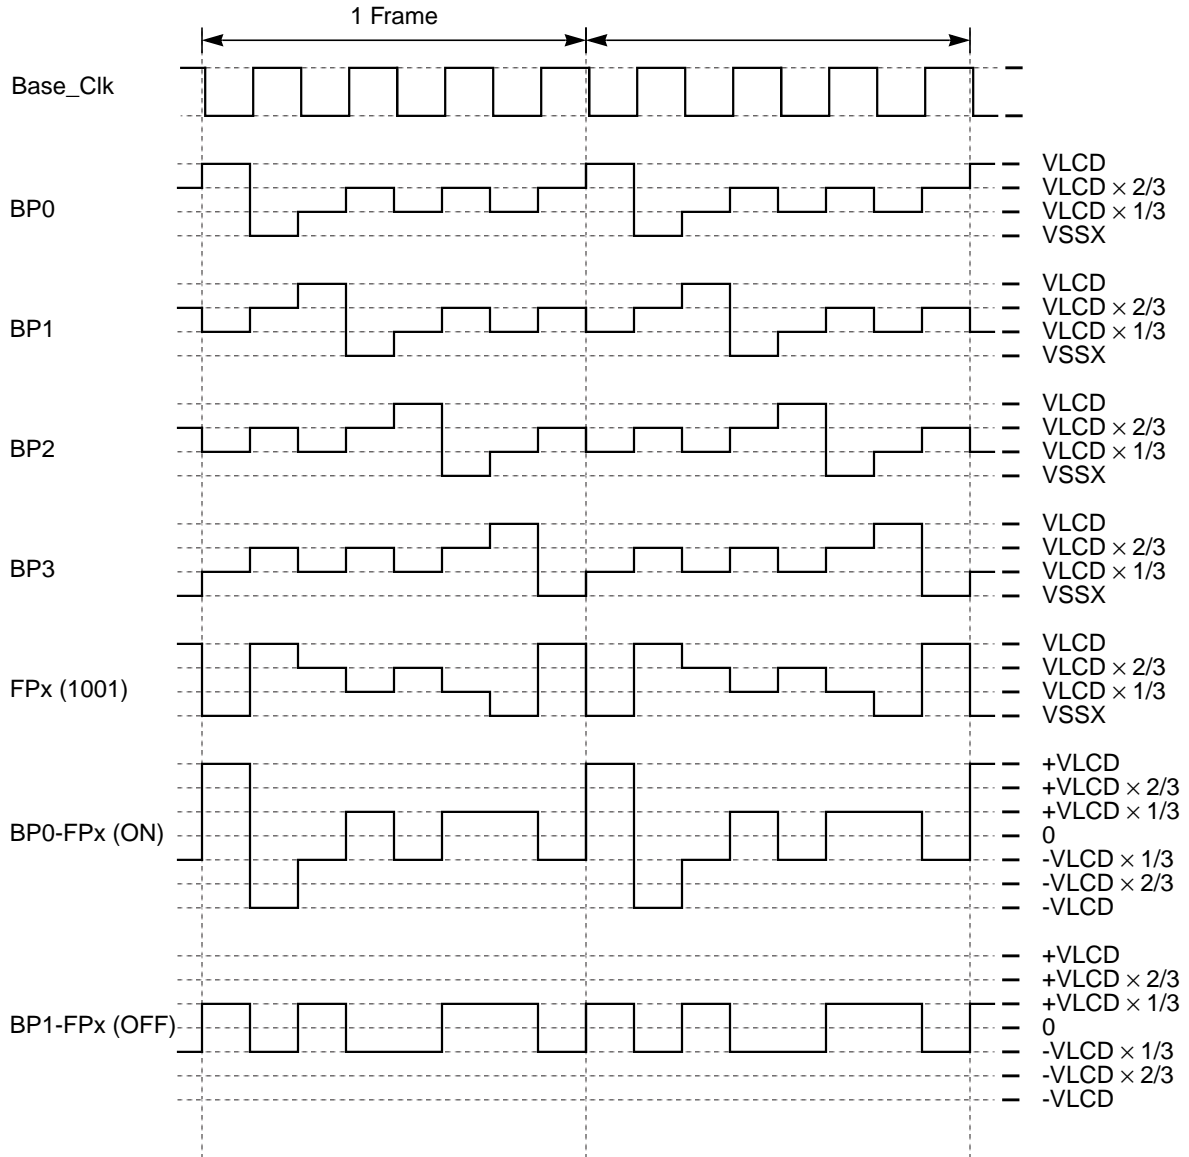 1 Frame
Base_Clk
BP0
VLCD
VLCD × 2/3
VLCD × 1/3
VSSX
BP1
VLCD
VLCD × 2/3
VLCD × 1/3
VSSX
BP2
VLCD
VLCD × 2/3
VLCD × 1/3
VSSX
BP3
VLCD
VLCD × 2/3
VLCD × 1/3
VSSX
FPx (1001)
VLCD
VLCD × 2/3
VLCD × 1/3
VSSX
BP0-FPx (ON)
+VLCD
+VLCD × 2/3
+VLCD × 1/3
0
-VLCD × 1/3
-VLCD × 2/3
-VLCD
BP1-FPx (OFF)
+VLCD
+VLCD × 2/3
+VLCD × 1/3
0
-VLCD × 1/3
-VLCD × 2/3
-VLCD